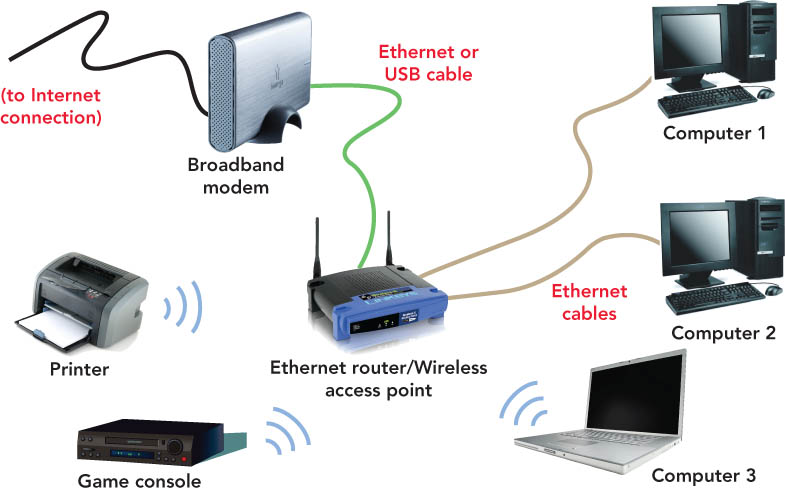 Ethernet or
USB cable
(to Internet
connection)
Broadband
modem
Computer 1
Ethernet
cables
Computer 2
Printer
Ethernet router/Wireless
access point
LINKSYS
Game console
Computer 3